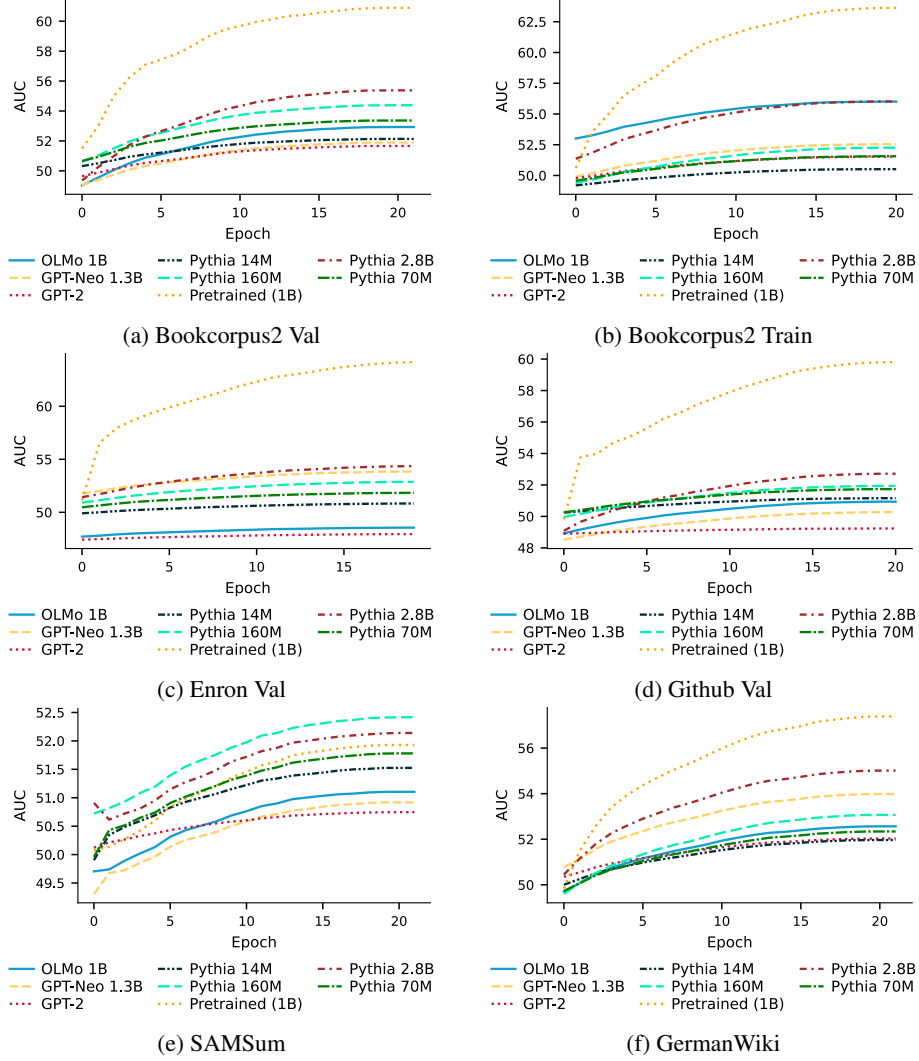 60
58
56
54
52
50
AUC
0 5 10 15 20
Epoch
OLMo 1B
GPT-Neo 1.3B
GPT-2
Pythia 14M
Pythia 160M
Pretrained (1B)
Pythia 2.8B
Pythia 70M
(a) Bookcorpus2 Val
62.5
60.0
57.5
55.0
52.5
50.0
AUC
0 5 10 15 20
Epoch
OLMo 1B
GPT-Neo 1.3B
GPT-2
Pythia 14M
Pythia 160M
Pretrained (1B)
Pythia 2.8B
Pythia 70M
(b) Bookcorpus2 Train
60
55
50
AUC
0 5 10 15
Epoch
OLMo 1B
GPT-Neo 1.3B
GPT-2
Pythia 14M
Pythia 160M
Pretrained (1B)
Pythia 2.8B
Pythia 70M
(c) Enron Val
60
58
56
54
52
50
48
AUC
0 5 10 15 20
Epoch
OLMo 1B
GPT-Neo 1.3B
GPT-2
Pythia 14M
Pythia 160M
Pretrained (1B)
Pythia 2.8B
Pythia 70M
(d) Github Val
52.5
52.0
51.5
51.0
50.5
50.0
49.5
AUC
0 5 10 15 20
Epoch
OLMo 1B
GPT-Neo 1.3B
GPT-2
Pythia 14M
Pythia 160M
Pretrained (1B)
Pythia 2.8B
Pythia 70M
(e) SAMSum
56
54
52
50
AUC
0 5 10 15 20
Epoch
OLMo 1B
GPT-Neo 1.3B
GPT-2
Pythia 14M
Pythia 160M
Pretrained (1B)
Pythia 2.8B
Pythia 70M
(f) GermanWiki